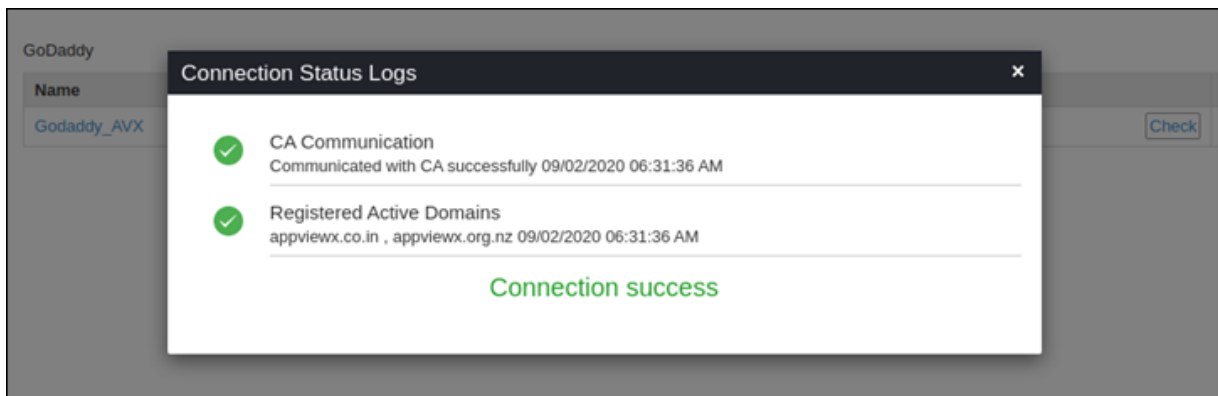 GoDaddy
Connection Status Logs ×
Name
Godaddy_AVX
Check
CA Communication
Communicated with CA successfully 09/02/2020 06:31:36 AM
Registered Active Domains
appviewx.co.in , appviewx.org.nz 09/02/2020 06:31:36 AM
Connection success